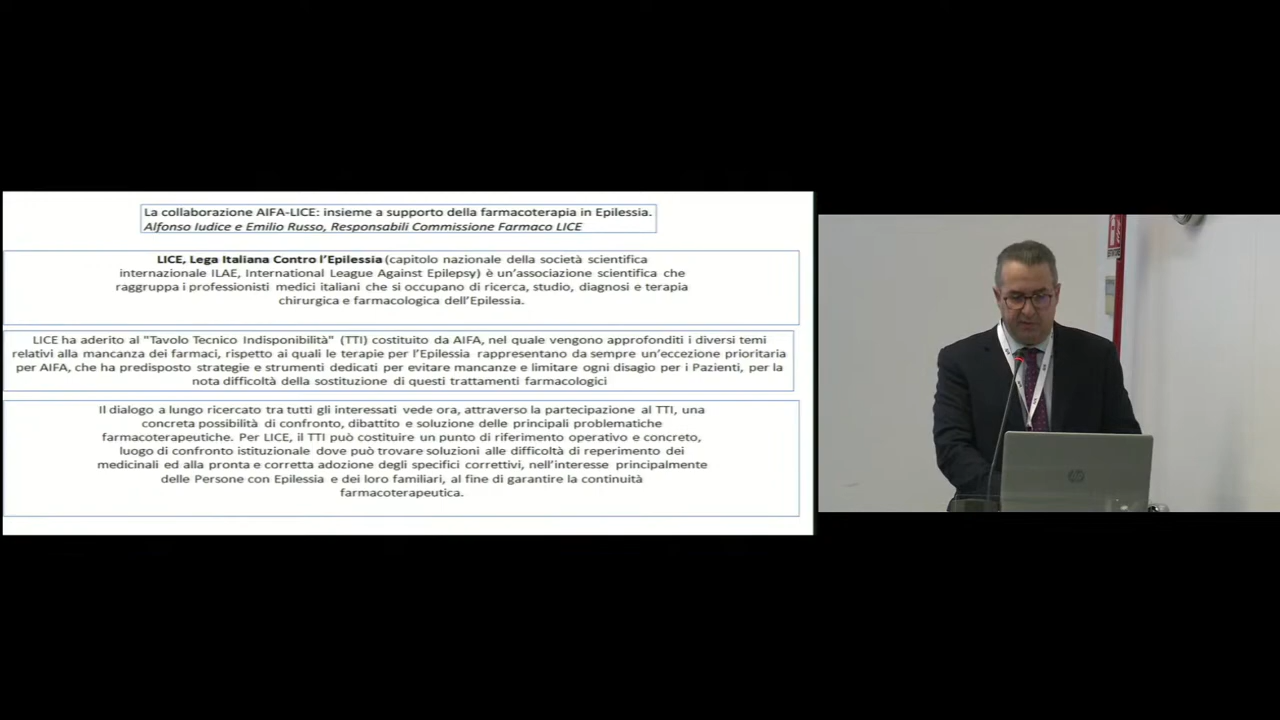 La collaborazione AIFA-LICE: insieme a supporto della farmacoterapia in Epilessia.
Alfonso Iudice e Emilio Russo, Responsabili Commissione Farmaco LICE
LICE, Lega Italiana Contro l'Epilessia (capitolo nazionale della società scientifica
internazionale ILAE, International League Against Epilepsy) è un'associazione scientifica che
raggruppa i professionisti medici italiani che si occupano di ricerca, studio, diagnosi e terapia
chirurgica e farmacologica dell'Epilessia.
LICE ha aderito al "Tavolo Tecnico Indisponibilità" (TTI) costituito da AIFA, nel quale vengono approfonditi i diversi temi
relativi alla mancanza dei farmaci, rispetto ai quali le terapie per l'Epilessia rappresentano da sempre un'eccezione prioritaria
per AIFA, che ha predisposto strategie e strumenti dedicati per evitare mancanze e limitare ogni disagio per i Pazienti, per la
nota difficoltà della sostituzione di questi trattamenti farmacologici
Il dialogo a lungo ricercato tra tutti gli interessati vede ora, attraverso la partecipazione al TTI, una
concreta possibilità di confronto, dibattito e soluzione delle principali problematiche
farmacoterapeutiche. Per LICE, il TTI può costituire un punto di riferimento operativo e concreto,
luogo di confronto istituzionale dove può trovare soluzioni alle difficoltà di reperimento dei
medicinali ed alla pronta e corretta adozione degli specifici correttivi, nell'interesse principalmente
delle Persone con Epilessia e dei loro familiari, al fine di garantire la continuità
farmacoterapeutica.
hp